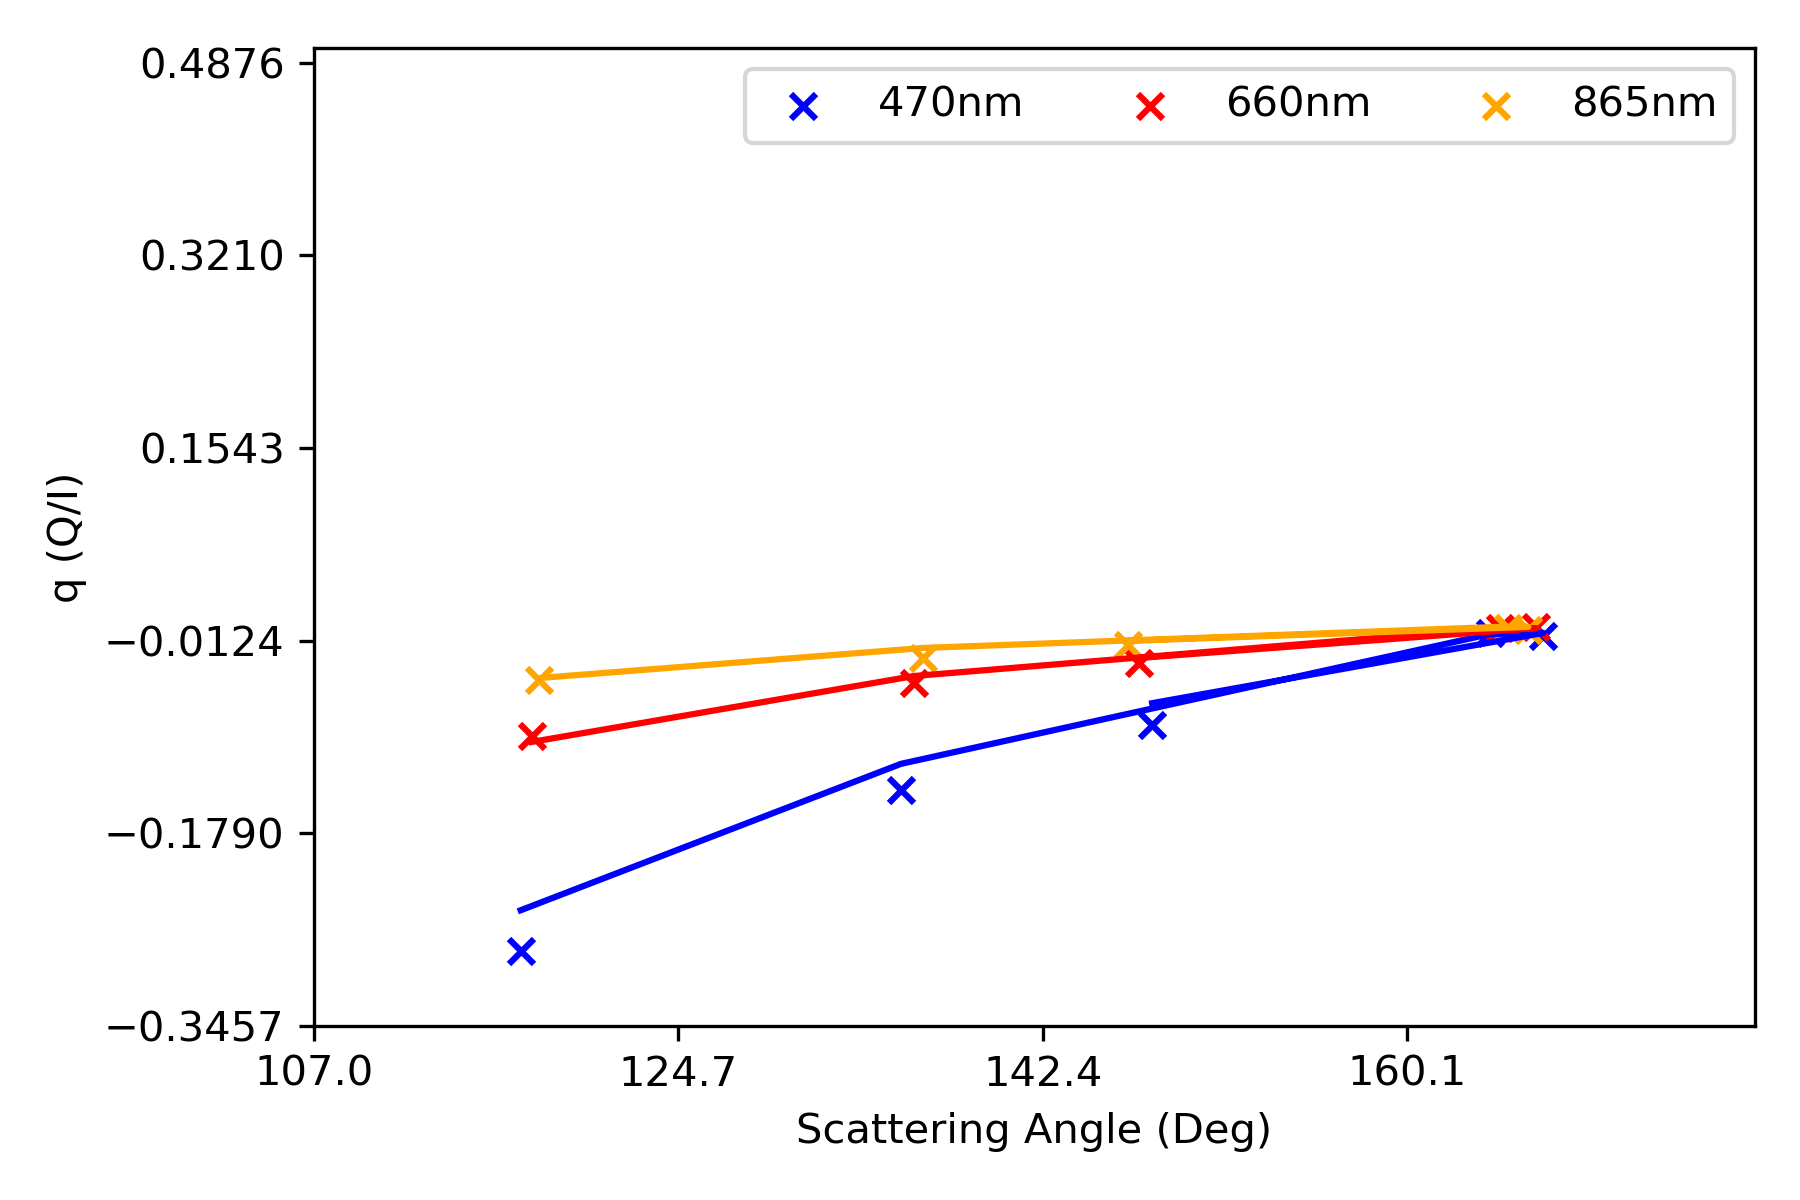 470nm 660nm 865nm
0.4876
0.3210
0.1543
−0.0124
−0.1790
−0.3457
q (Q/I)
107.0 124.7 142.4 160.1
Scattering Angle (Deg)